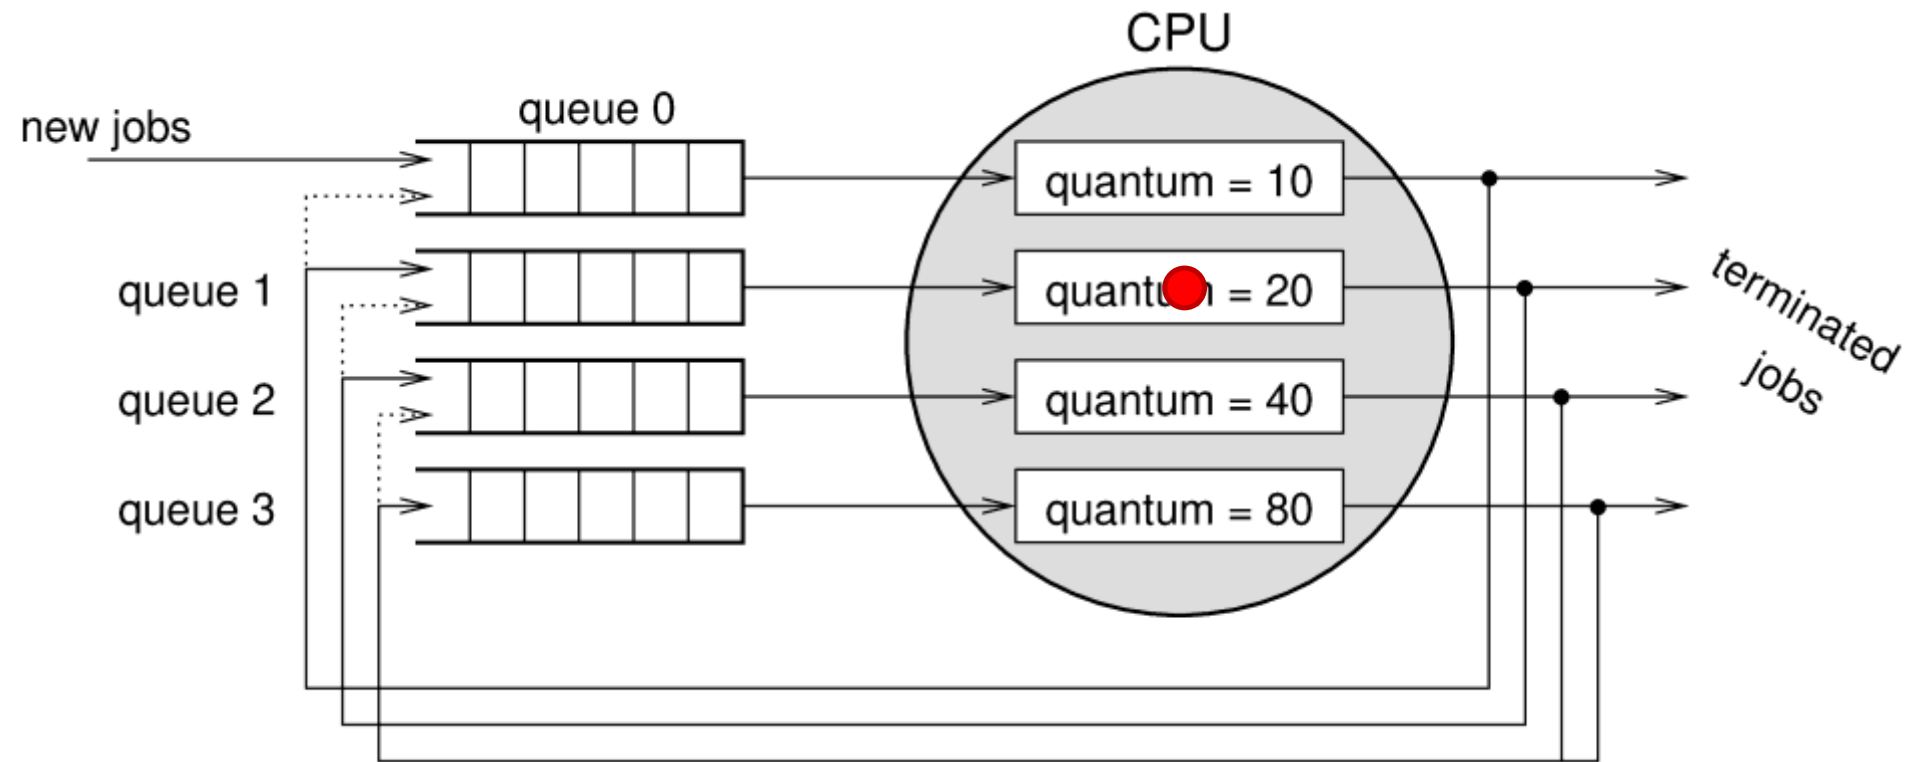 CPU
new jobs
queue 0
quantum = 10
queue 1
= 20
queue 2
quantum = 40
queue 3
quantum = 80
terminated
jobs